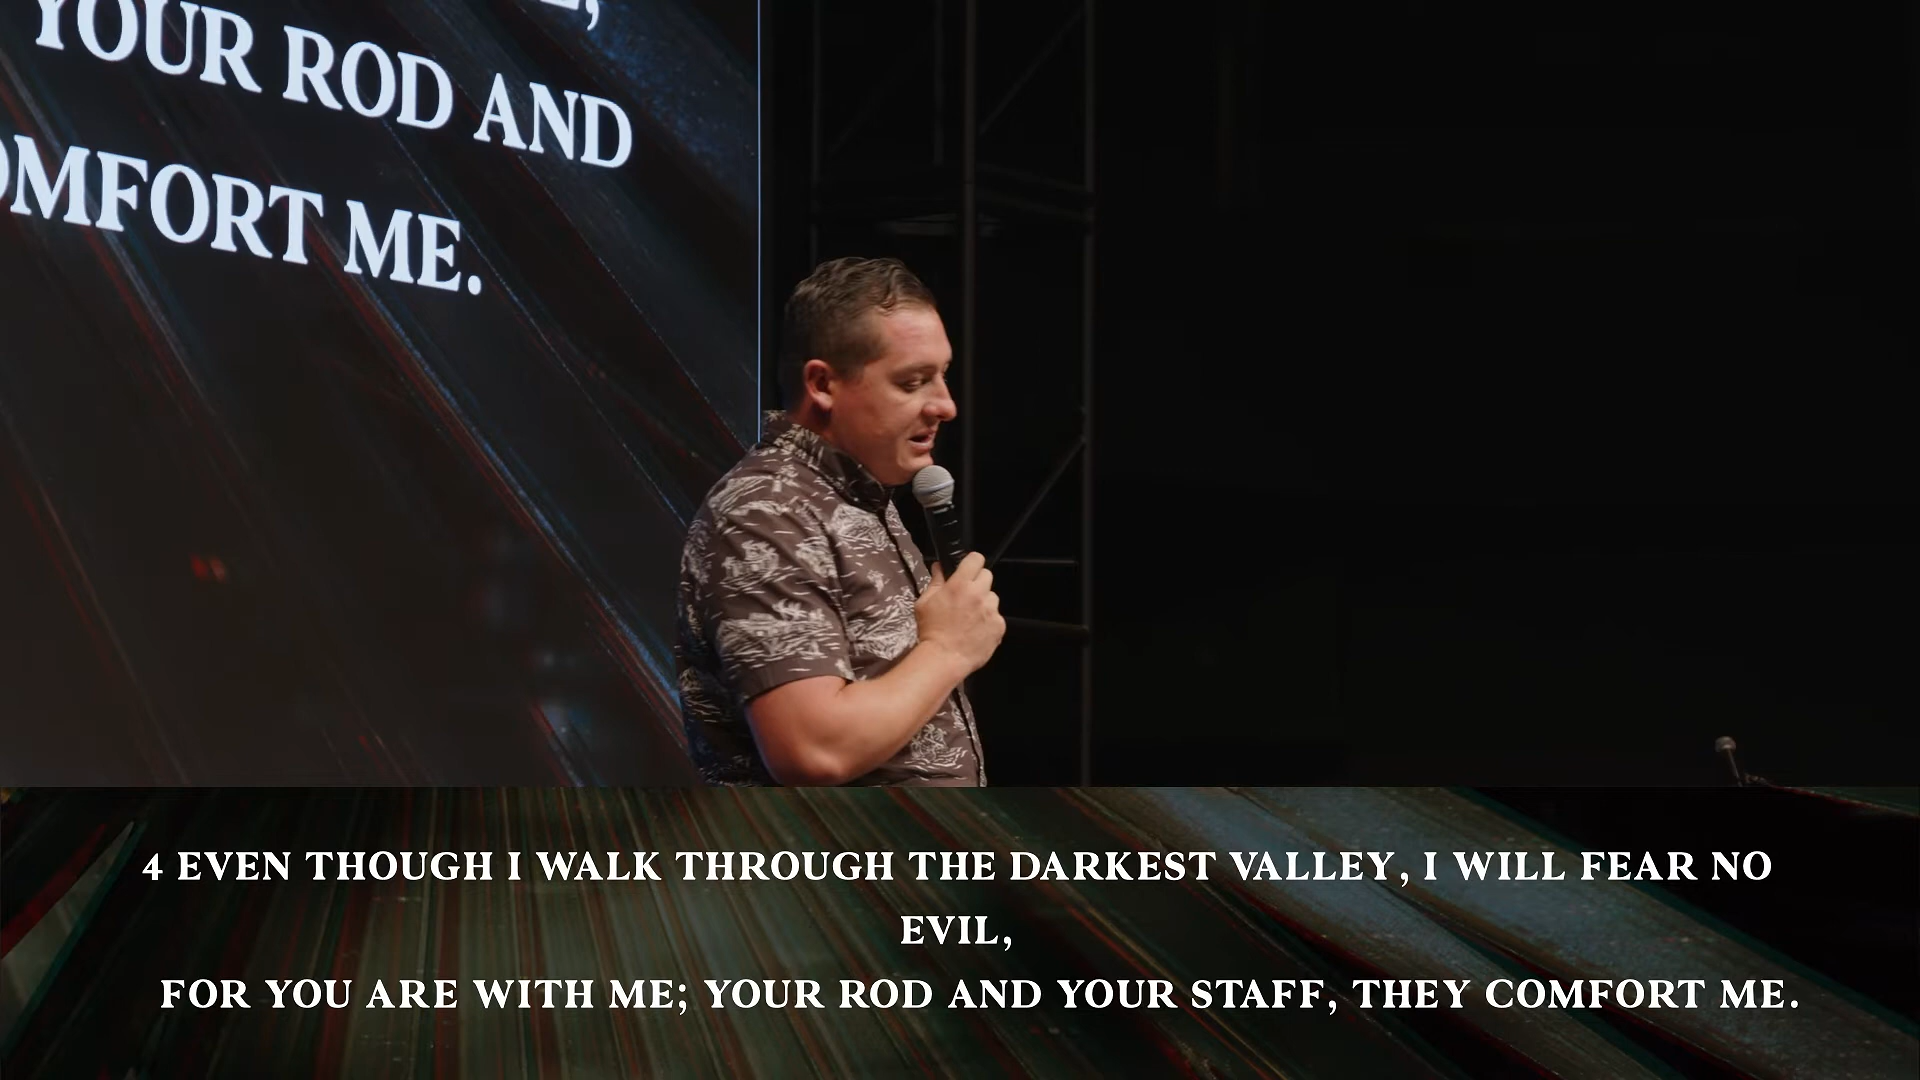 YOUR ROD AND
COMFORT ME.
4 EVEN THOUGH I WALK THROUGH THE DARKEST VALLEY, I WILL FEAR NO
EVIL,
FOR YOU ARE WITH ME; YOUR ROD AND YOUR STAFF, THEY COMFORT ME.